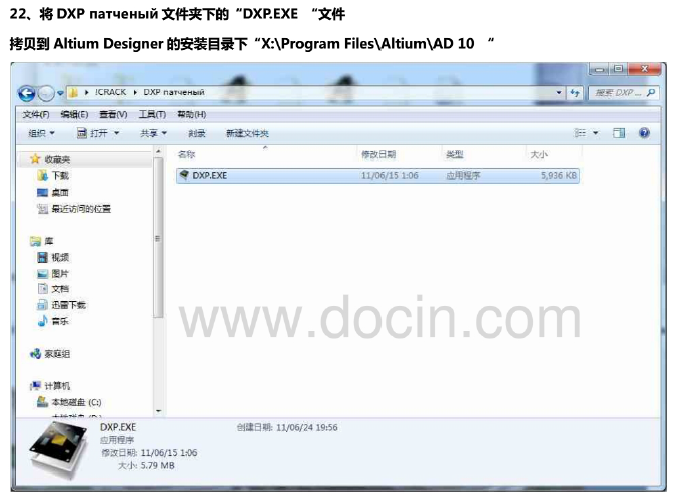 22、将 DXP патченый 文件夹下的“DXP.EXE “文件
拷贝到 Altium Designer 的安装目录下“X:\Program Files\Altium\AD 10 “
ICRACK DXP патченый
搜索 DXP ...
文件(F) 编辑(E) 查看(V) 工具(T) 帮助(H)
组织 打开 共享 刻录 新建文件夹
收藏夹 名称 修改日期 类型 大小
下载 DXP.EXE 11/06/15 1:06 应用程序 5,936 KB
桌面
最近访问的位置
库
视频
图片
文档
迅雷下载
音乐
www.docin.com
家庭组
计算机
本地磁盘 (C:)
DXP.EXE 创建日期: 11/06/24 19:56
应用程序
修改日期: 11/06/15 1:06
大小: 5.79 MB